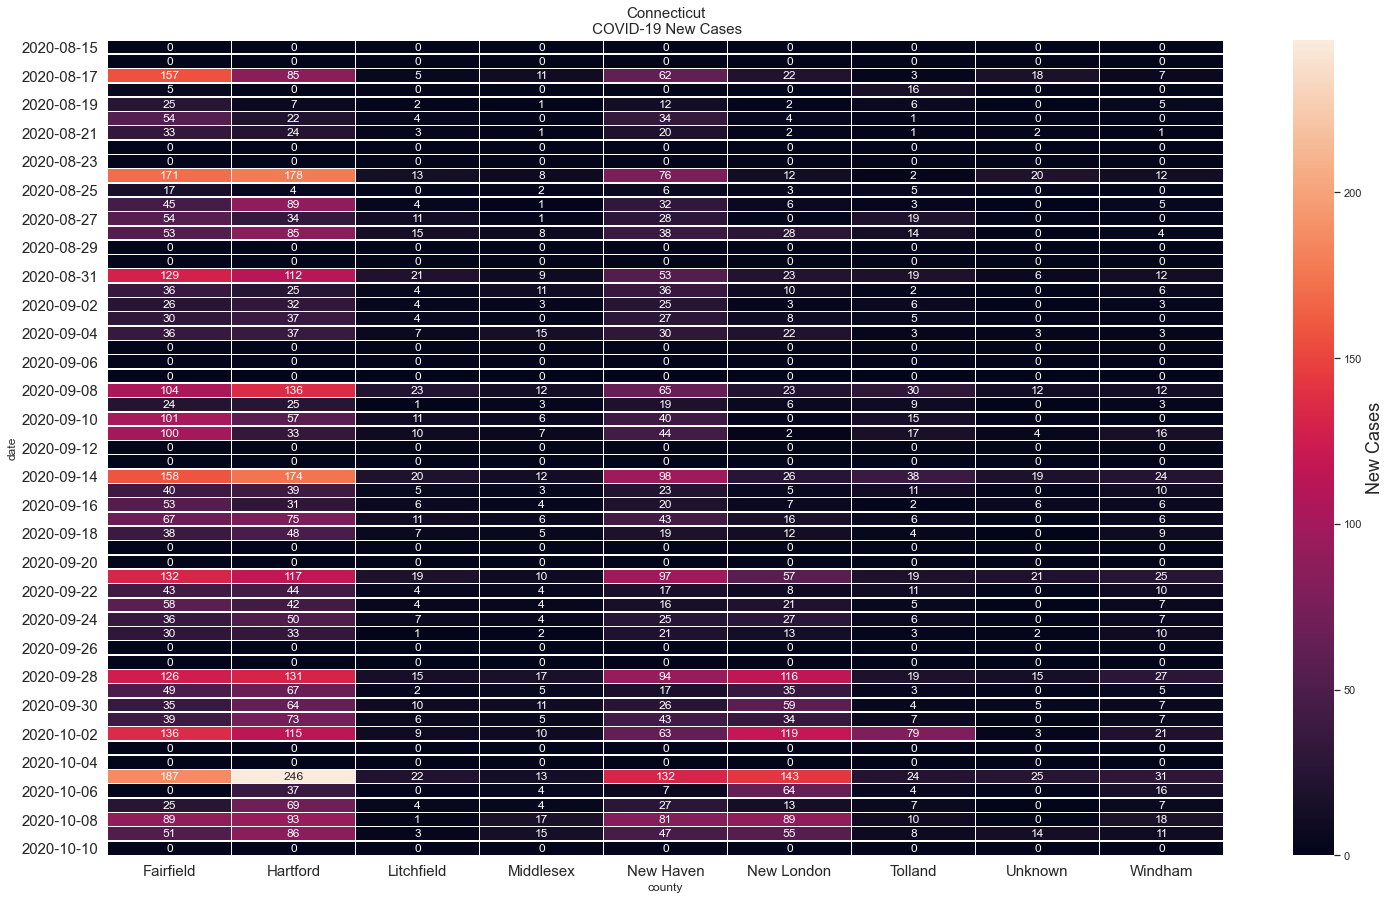 Connecticut
COVID-19 New Cases
2020-08-15 0 0 0 0 0 0 0 0 0
0 0 0 0 0 0 0 0 0
2020-08-17 157 85 5 11 62 22 3 18 7
5 0 0 0 0 0 16 0 0
2020-08-19 25 7 2 1 12 2 6 0 5
54 22 4 0 34 4 1 0 0
2020-08-21 33 24 3 1 20 2 1 2 1
0 0 0 0 0 0 0 0 0
2020-08-23 0 0 0 0 0 0 0 0 0
171 178 13 8 76 12 2 20 12
2020-08-25 17 4 0 2 6 3 5 0 0
45 89 4 1 32 6 3 0 5
2020-08-27 54 34 11 1 28 0 19 0 0
53 85 15 8 38 28 14 0 4
2020-08-29 0 0 0 0 0 0 0 0 0
0 0 0 0 0 0 0 0 0
2020-08-31 129 112 21 9 53 23 19 6 12
36 25 4 11 36 10 2 0 6
2020-09-02 26 32 4 3 25 3 6 0 3
30 37 4 0 27 8 5 0 0
2020-09-04 36 37 7 15 30 22 3 3 3
0 0 0 0 0 0 0 0 0
2020-09-06 0 0 0 0 0 0 0 0 0
0 0 0 0 0 0 0 0 0
2020-09-08 104 136 23 12 65 23 30 12 12
24 25 1 3 19 6 9 0 3
2020-09-10 101 57 11 6 40 0 15 0 0
100 33 10 7 44 2 17 4 16
2020-09-12 0 0 0 0 0 0 0 0 0
0 0 0 0 0 0 0 0 0
2020-09-14 158 174 20 12 98 26 38 19 24
40 39 5 3 23 5 11 0 10
2020-09-16 53 31 6 4 20 7 2 6 6
67 75 11 6 43 16 6 0 6
2020-09-18 38 48 7 5 19 12 4 0 9
0 0 0 0 0 0 0 0 0
2020-09-20 0 0 0 0 0 0 0 0 0
132 117 19 10 97 57 19 21 25
2020-09-22 43 44 4 4 17 8 11 0 10
58 42 4 4 16 21 5 0 7
2020-09-24 36 50 7 4 25 27 6 0 7
30 33 1 2 21 13 3 2 10
2020-09-26 0 0 0 0 0 0 0 0 0
0 0 0 0 0 0 0 0 0
2020-09-28 126 131 15 17 94 116 19 15 27
49 67 2 5 17 35 3 0 5
2020-09-30 35 64 10 11 26 59 4 5 7
39 73 6 5 43 34 7 0 7
2020-10-02 136 115 9 10 63 119 79 3 21
0 0 0 0 0 0 0 0 0
2020-10-04 0 0 0 0 0 0 0 0 0
187 246 22 13 132 143 24 25 31
2020-10-06 0 37 0 4 7 64 4 0 16
25 69 4 4 27 13 7 0 7
2020-10-08 89 93 1 17 81 89 10 0 18
51 86 3 15 47 55 8 14 11
2020-10-10 0 0 0 0 0 0 0 0 0
Fairfield Hartford Litchfield Middlesex New Haven New London Tolland Unknown Windham
county
date
200
150
100
50
0
New Cases